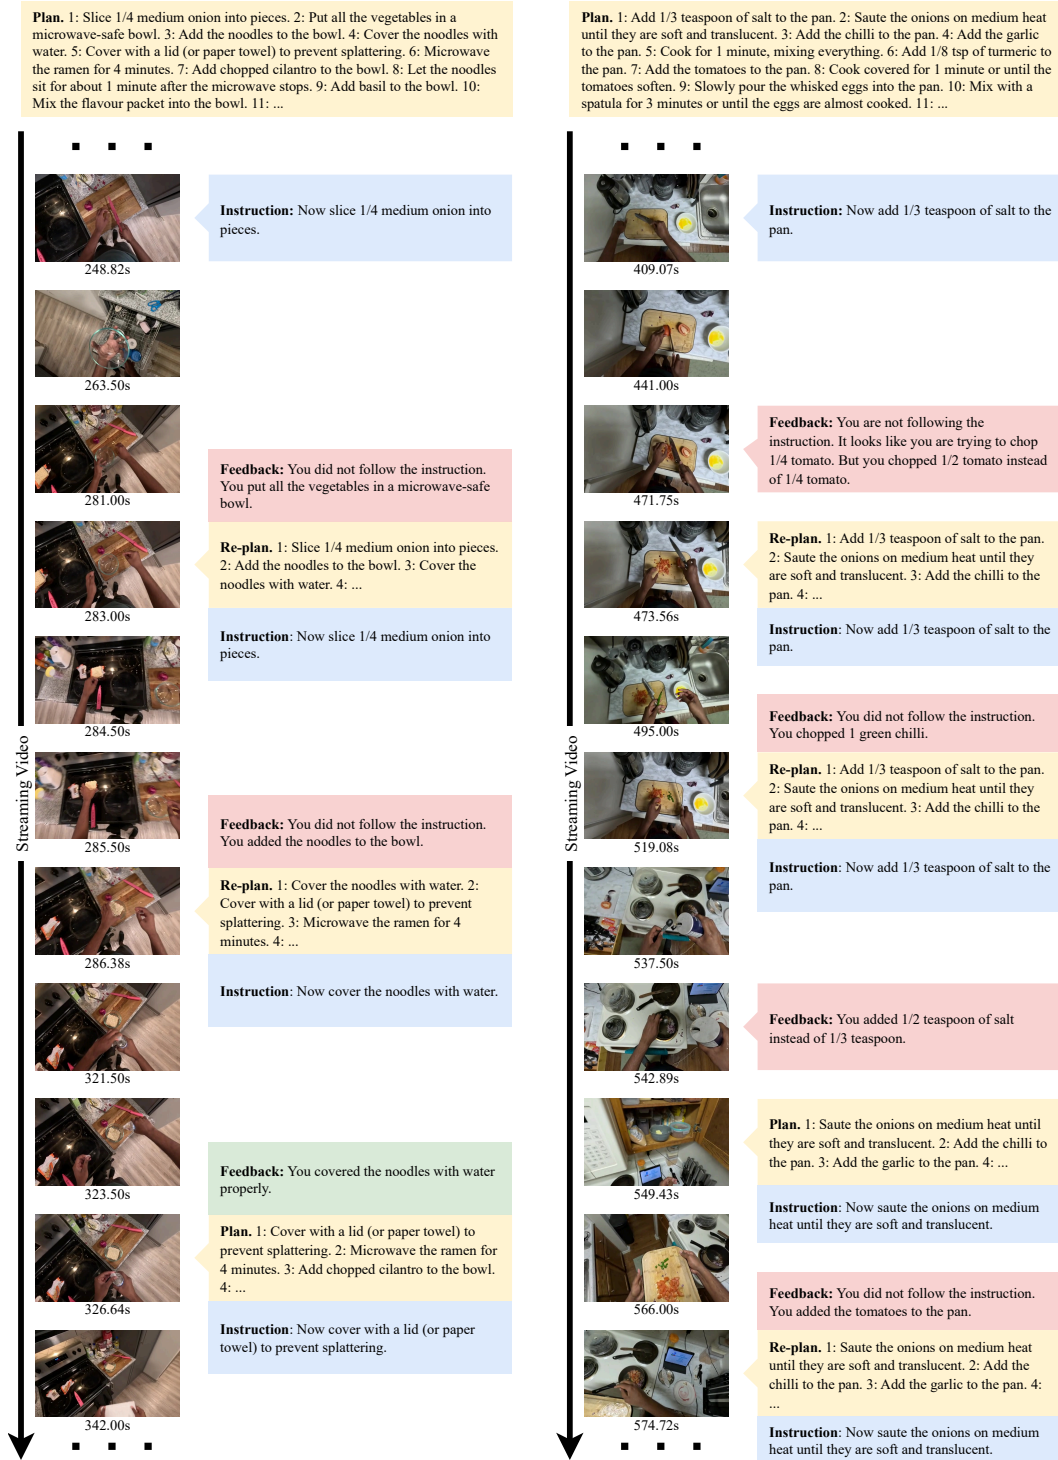 Plan. 1: Slice 1/4 medium onion into pieces. 2: Put all the vegetables in a
microwave-safe bowl. 3: Add the noodles to the bowl. 4: Cover the noodles with
water. 5: Cover with a lid (or paper towel) to prevent splattering. 6: Microwave
the ramen for 4 minutes. 7: Add chopped cilantro to the bowl. 8: Let the noodles
sit for about 1 minute after the microwave stops. 9: Add basil to the bowl. 10:
Mix the flavour packet into the bowl. 11: ...
Streaming Video
Instruction: Now slice 1/4 medium onion into
pieces.
248.82s
263.50s
281.00s
Feedback: You did not follow the instruction.
You put all the vegetables in a microwave-safe
bowl.
Re-plan. 1: Slice 1/4 medium onion into pieces.
2: Add the noodles to the bowl. 3: Cover the
noodles with water. 4: ...
283.00s
Instruction: Now slice 1/4 medium onion into
pieces.
284.50s
285.50s
Feedback: You did not follow the instruction.
You added the noodles to the bowl.
Re-plan. 1: Cover the noodles with water. 2:
Cover with a lid (or paper towel) to prevent
splattering. 3: Microwave the ramen for 4
minutes. 4: ...
286.38s
Instruction: Now cover the noodles with water.
321.50s
323.50s
Feedback: You covered the noodles with water
properly.
Plan. 1: Cover with a lid (or paper towel) to
prevent splattering. 2: Microwave the ramen for
4 minutes. 3: Add chopped cilantro to the bowl.
4: ...
326.64s
Instruction: Now cover with a lid (or paper
towel) to prevent splattering.
342.00s
Plan. 1: Add 1/3 teaspoon of salt to the pan. 2: Saute the onions on medium heat
until they are soft and translucent. 3: Add the chilli to the pan. 4: Add the garlic
to the pan. 5: Cook for 1 minute, mixing everything. 6: Add 1/8 tsp of turmeric to
the pan. 7: Add the tomatoes to the pan. 8: Cook covered for 1 minute or until the
tomatoes soften. 9: Slowly pour the whisked eggs into the pan. 10: Mix with a
spatula for 3 minutes or until the eggs are almost cooked. 11: ...
Streaming Video
Instruction: Now add 1/3 teaspoon of salt to the
pan.
409.07s
441.00s
Feedback: You are not following the
instruction. It looks like you are trying to chop
1/4 tomato. But you chopped 1/2 tomato instead
of 1/4 tomato.
471.75s
Re-plan. 1: Add 1/3 teaspoon of salt to the pan.
2: Saute the onions on medium heat until they
are soft and translucent. 3: Add the chilli to the
pan. 4: ...
473.56s
Instruction: Now add 1/3 teaspoon of salt to the
pan.
495.00s
Feedback: You did not follow the instruction.
You chopped 1 green chilli.
Re-plan. 1: Add 1/3 teaspoon of salt to the pan.
2: Saute the onions on medium heat until they
are soft and translucent. 3: Add the chilli to the
pan. 4: ...
519.08s
Instruction: Now add 1/3 teaspoon of salt to the
pan.
537.50s
Feedback: You added 1/2 teaspoon of salt
instead of 1/3 teaspoon.
542.89s
Plan. 1: Saute the onions on medium heat until
they are soft and translucent. 2: Add the chilli to
the pan. 3: Add the garlic to the pan. 4: ...
549.43s
Instruction: Now saute the onions on medium
heat until they are soft and translucent.
566.00s
Feedback: You did not follow the instruction.
You added the tomatoes to the pan.
Re-plan. 1: Saute the onions on medium heat
until they are soft and translucent. 2: Add the
chilli to the pan. 3: Add the garlic to the pan. 4:
...
574.72s
Instruction: Now saute the onions on medium
heat until they are soft and translucent.